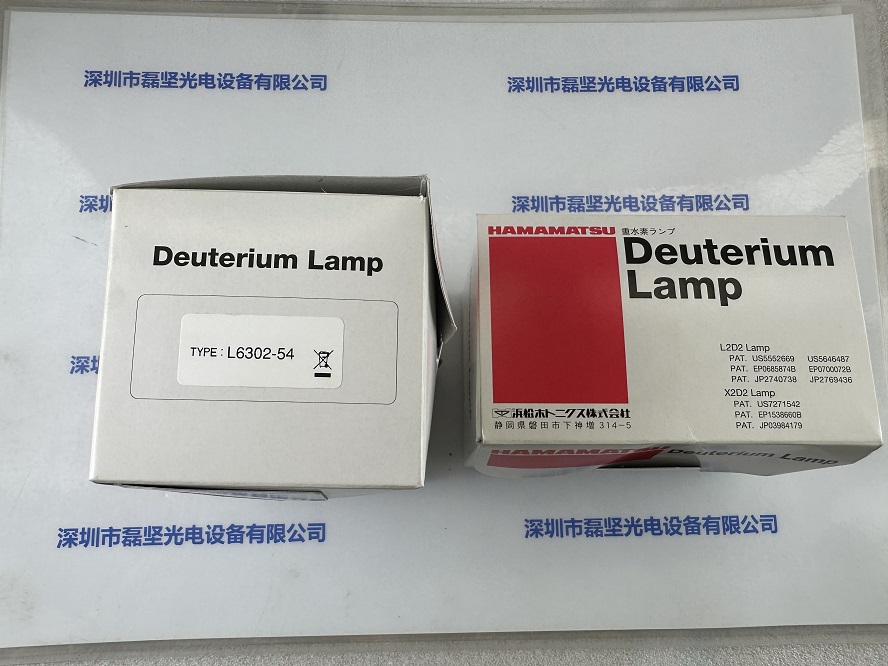 深圳市磊坚光电设备有限公司
深圳市磊坚光电设备有限公司
深圳市磊坚光电设备有限公司
Deuterium Lamp
TYPE : L6302-54
HAMAMATSU
重水素ランプ
Deuterium
Lamp
L2D2 Lamp
PAT. US5552669 US5646487
PAT. EP0685874B EP0700072B
PAT. JP2740738 JP2769436
X2D2 Lamp
PAT. US7271542
PAT. EP1538660B
PAT. JP03984179
浜松ホトニクス株式会社
静岡県磐田市下神増314-5
Deuterium Lamp
深圳市磊坚光电设备有限公司
深圳市磊坚光电设备有限公司